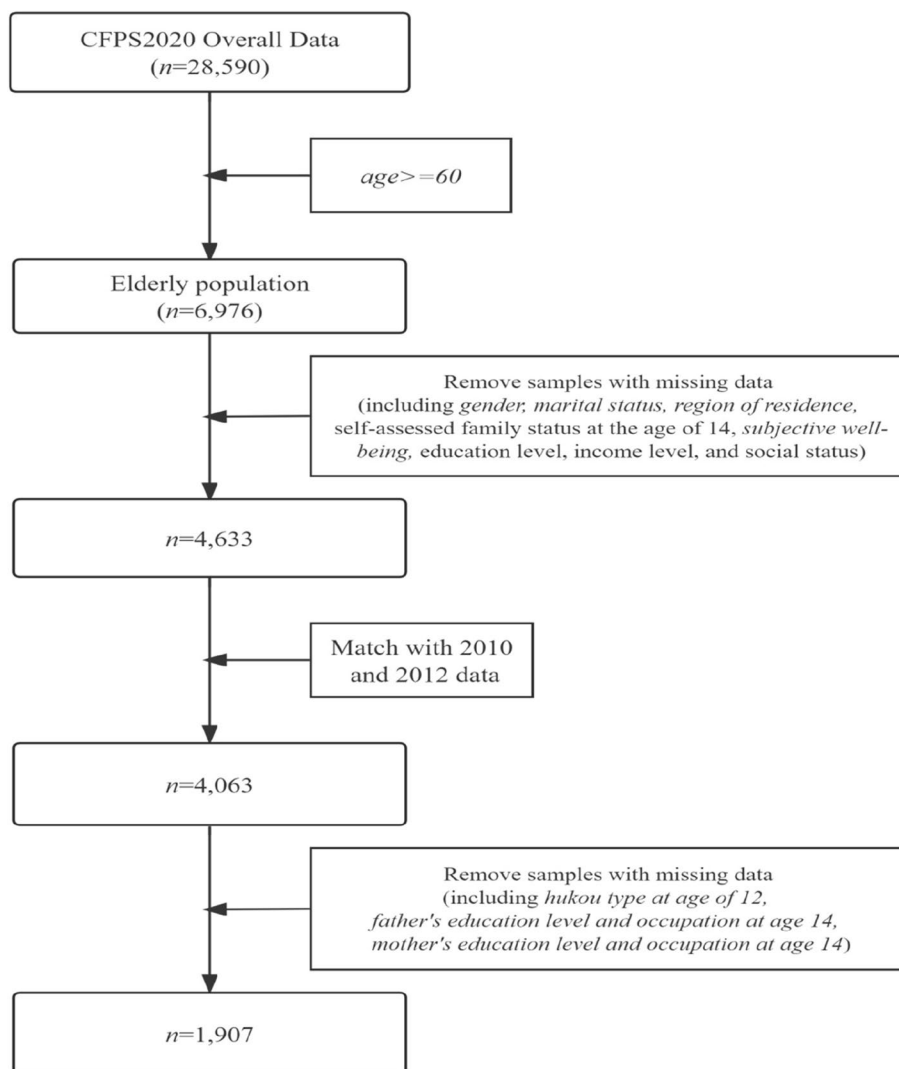 CFPS2020 Overall Data
(n=28,590)
age>=60
Elderly population
(n=6,976)
Remove samples with missing data
(including gender, marital status, region of residence,
self-assessed family status at the age of 14, subjective well-
being, education level, income level, and social status)
n=4,633
Match with 2010
and 2012 data
n=4,063
Remove samples with missing data
(including hukou type at age of 12,
father's education level and occupation at age 14,
mother's education level and occupation at age 14)
n=1,907